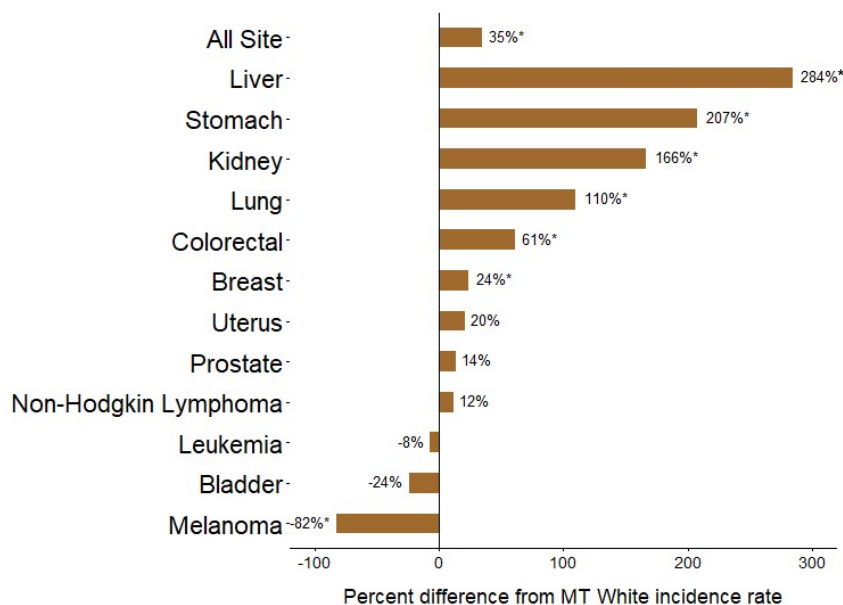 All Site 35%*
Liver 284%*
Stomach 207%*
Kidney 166%*
Lung 110%*
Colorectal 61%*
Breast 24%*
Uterus 20%
Prostate 14%
Non-Hodgkin Lymphoma 12%
Leukemia -8%
Bladder -24%
Melanoma -82%*
-100 0 100 200 300
Percent difference from MT White incidence rate